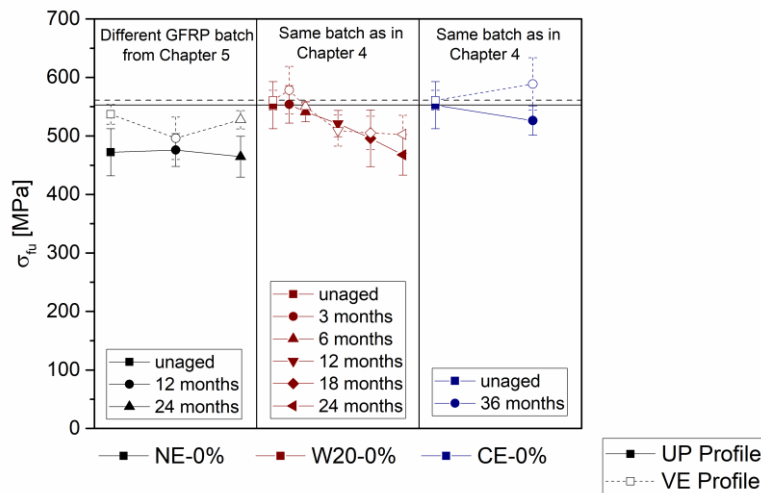 700
600
500
400
300
200
100
0
σfu [MPa]
Different GFRP batch
from Chapter 5
Same batch as in
Chapter 4
Same batch as in
Chapter 4
unaged
12 months
24 months
unaged
3 months
6 months
12 months
18 months
24 months
unaged
36 months
NE-0%
W20-0%
CE-0%
UP Profile
VE Profile